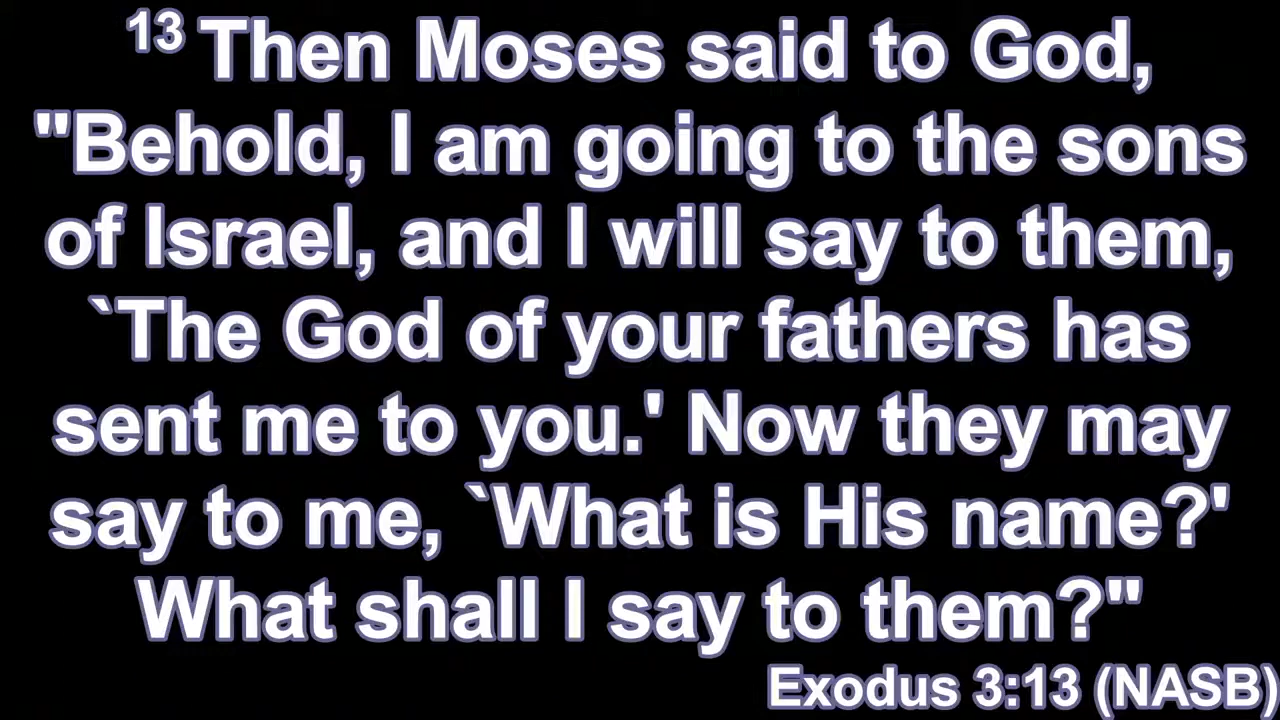 13 Then Moses said to God,
"Behold, I am going to the sons
of Israel, and I will say to them,
`The God of your fathers has
sent me to you.' Now they may
say to me, `What is His name?'
What shall I say to them?"
Exodus 3:13 (NASB)